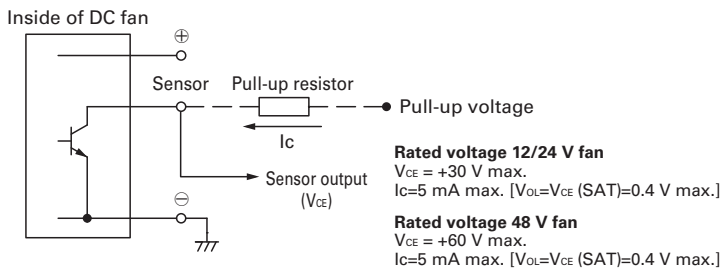 Inside of DC fan
⊕
Sensor Pull-up resistor
Pull-up voltage
Ic
Sensor output
(VCE)
⊖
Rated voltage 12/24 V fan
VCE = +30 V max.
Ic=5 mA max. [VOL=VCE (SAT)=0.4 V max.]
Rated voltage 48 V fan
VCE = +60 V max.
Ic=5 mA max. [VOL=VCE (SAT)=0.4 V max.]